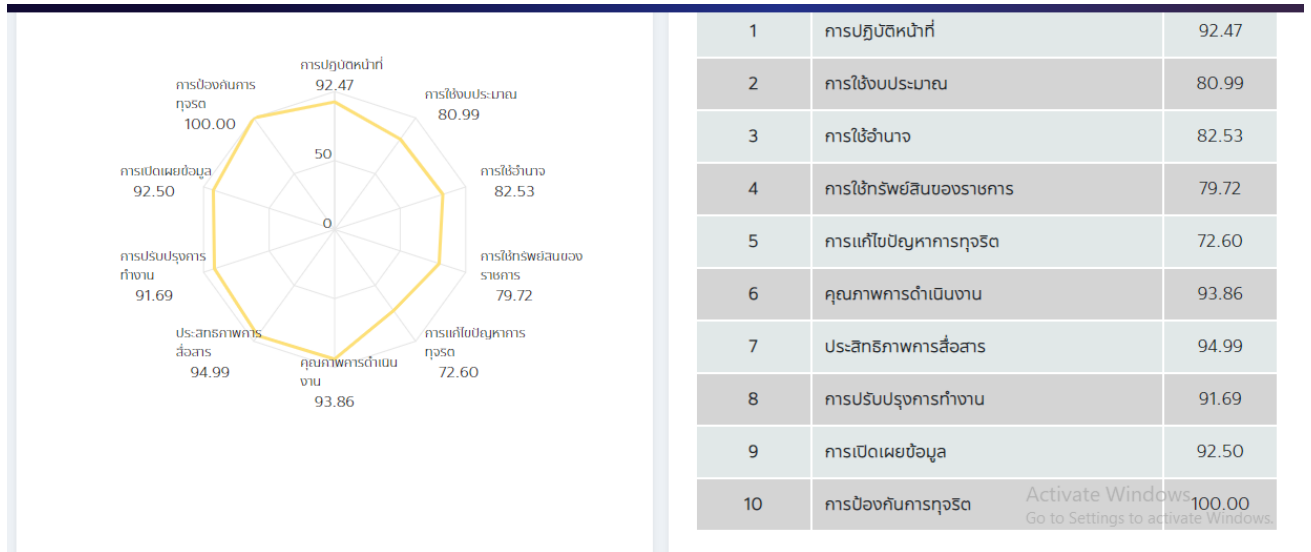 การปฏิบัติหน้าที่
92.47
การใช้งบประมาณ
80.99
การใช้อำนาจ
82.53
การใช้ทรัพย์สินของ
ราชการ
79.72
การแก้ไขปัญหาการ
ทุจริต
72.60
คุณภาพการดำเนิน
งาน
93.86
ประสิทธิภาพการ
สื่อสาร
94.99
การปรับปรุงการ
ทำงาน
91.69
การเปิดเผยข้อมูล
92.50
การป้องกันการ
ทุจริต
100.00
50
0
1 การปฏิบัติหน้าที่ 92.47
2 การใช้งบประมาณ 80.99
3 การใช้อำนาจ 82.53
4 การใช้ทรัพย์สินของราชการ 79.72
5 การแก้ไขปัญหาการทุจริต 72.60
6 คุณภาพการดำเนินงาน 93.86
7 ประสิทธิภาพการสื่อสาร 94.99
8 การปรับปรุงการทำงาน 91.69
9 การเปิดเผยข้อมูล 92.50
10 การป้องกันการทุจริต 100.00
Activate Windows
Go to Settings to activate Windows.